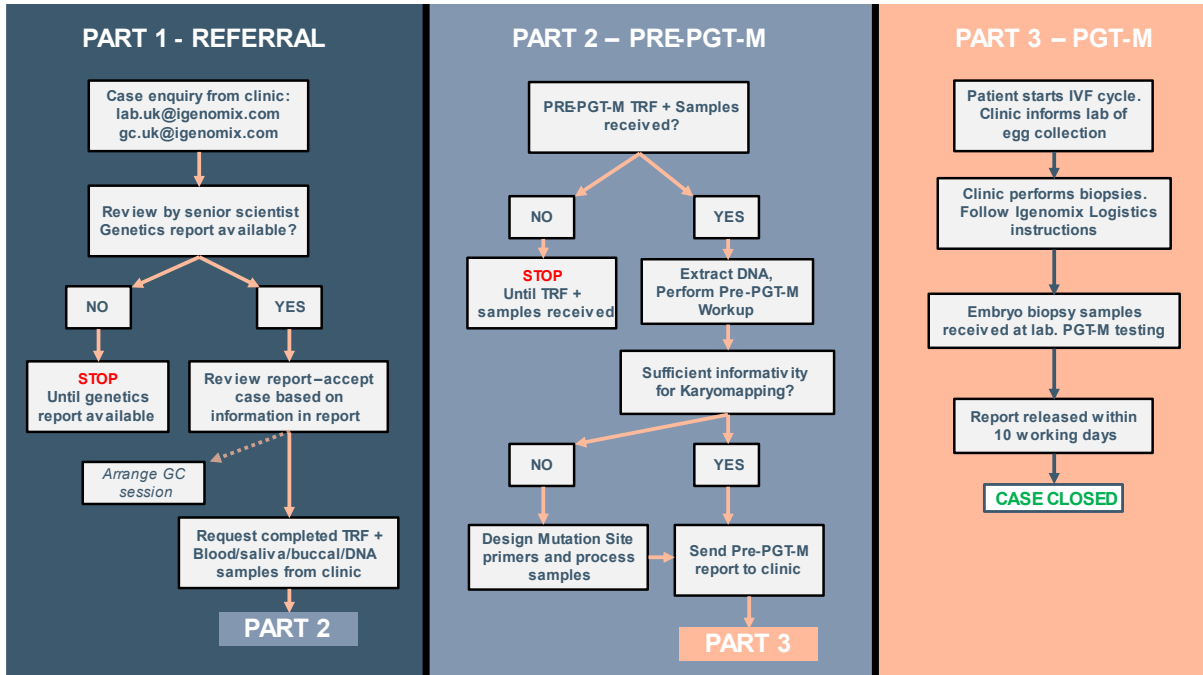 PART 1 - REFERRAL
Case enquiry from clinic:
lab.uk@igenomix.com
gc.uk@igenomix.com
Review by senior scientist
Genetics report available?
NO
YES
STOP
Until genetics
report available
Review report–accept
case based on
information in report
Arrange GC
session
Request completed TRF +
Blood/saliva/buccal/DNA
samples from clinic
PART 2
PART 2 – PRE-PGT-M
PRE-PGT-M TRF + Samples
received?
NO
YES
STOP
Until TRF +
samples received
Extract DNA,
Perform Pre-PGT-M
Workup
Sufficient informativity
for Karyomapping?
NO
YES
Design Mutation Site
primers and process
samples
Send Pre-PGT-M
report to clinic
PART 3
PART 3 – PGT-M
Patient starts IVF cycle.
Clinic informs lab of
egg collection
Clinic performs biopsies.
Follow Igenomix Logistics
instructions
Embryo biopsy samples
received at lab. PGT-M testing
Report released within
10 working days
CASE CLOSED